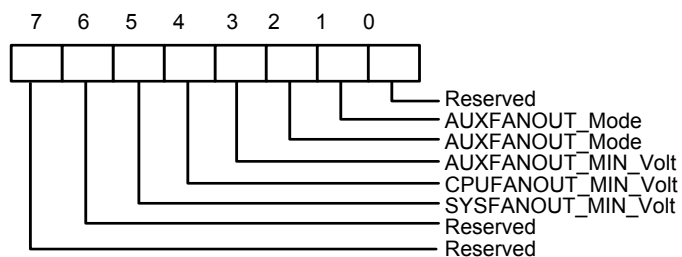 7 6 5 4 3 2 1 0
Reserved
AUXFANOUT_Mode
AUXFANOUT_Mode
AUXFANOUT_MIN_Volt
CPUFANOUT_MIN_Volt
SYSFANOUT_MIN_Volt
Reserved
Reserved